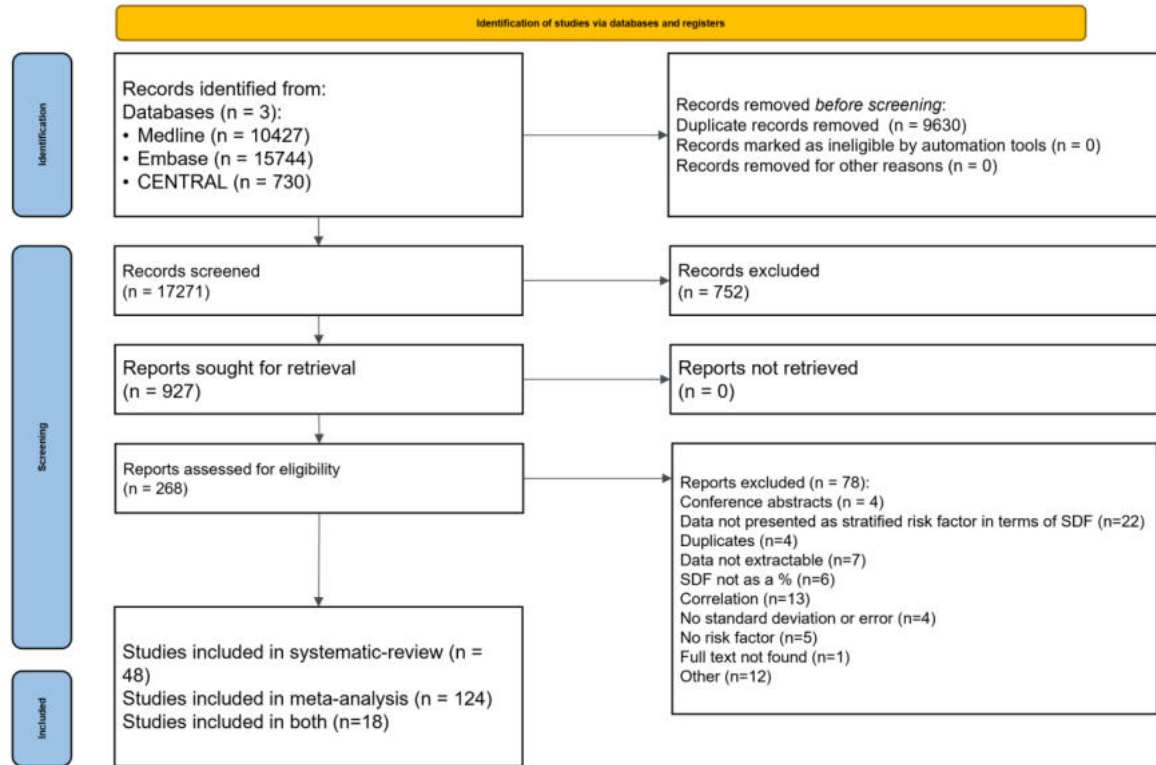 Identification of studies via databases and registers
Identification
Records identified from:
Databases (n = 3):
• Medline (n = 10427)
• Embase (n = 15744)
• CENTRAL (n = 730)
Records removed before screening:
Duplicate records removed (n = 9630)
Records marked as ineligible by automation tools (n = 0)
Records removed for other reasons (n = 0)
Screening
Records screened
(n = 17271)
Records excluded
(n = 752)
Reports sought for retrieval
(n = 927)
Reports not retrieved
(n = 0)
Reports assessed for eligibility
(n = 268)
Reports excluded (n = 78):
Conference abstracts (n = 4)
Data not presented as stratified risk factor in terms of SDF (n=22)
Duplicates (n=4)
Data not extractable (n=7)
SDF not as a % (n=6)
Correlation (n=13)
No standard deviation or error (n=4)
No risk factor (n=5)
Full text not found (n=1)
Other (n=12)
Included
Studies included in systematic-review (n =
48)
Studies included in meta-analysis (n = 124)
Studies included in both (n=18)